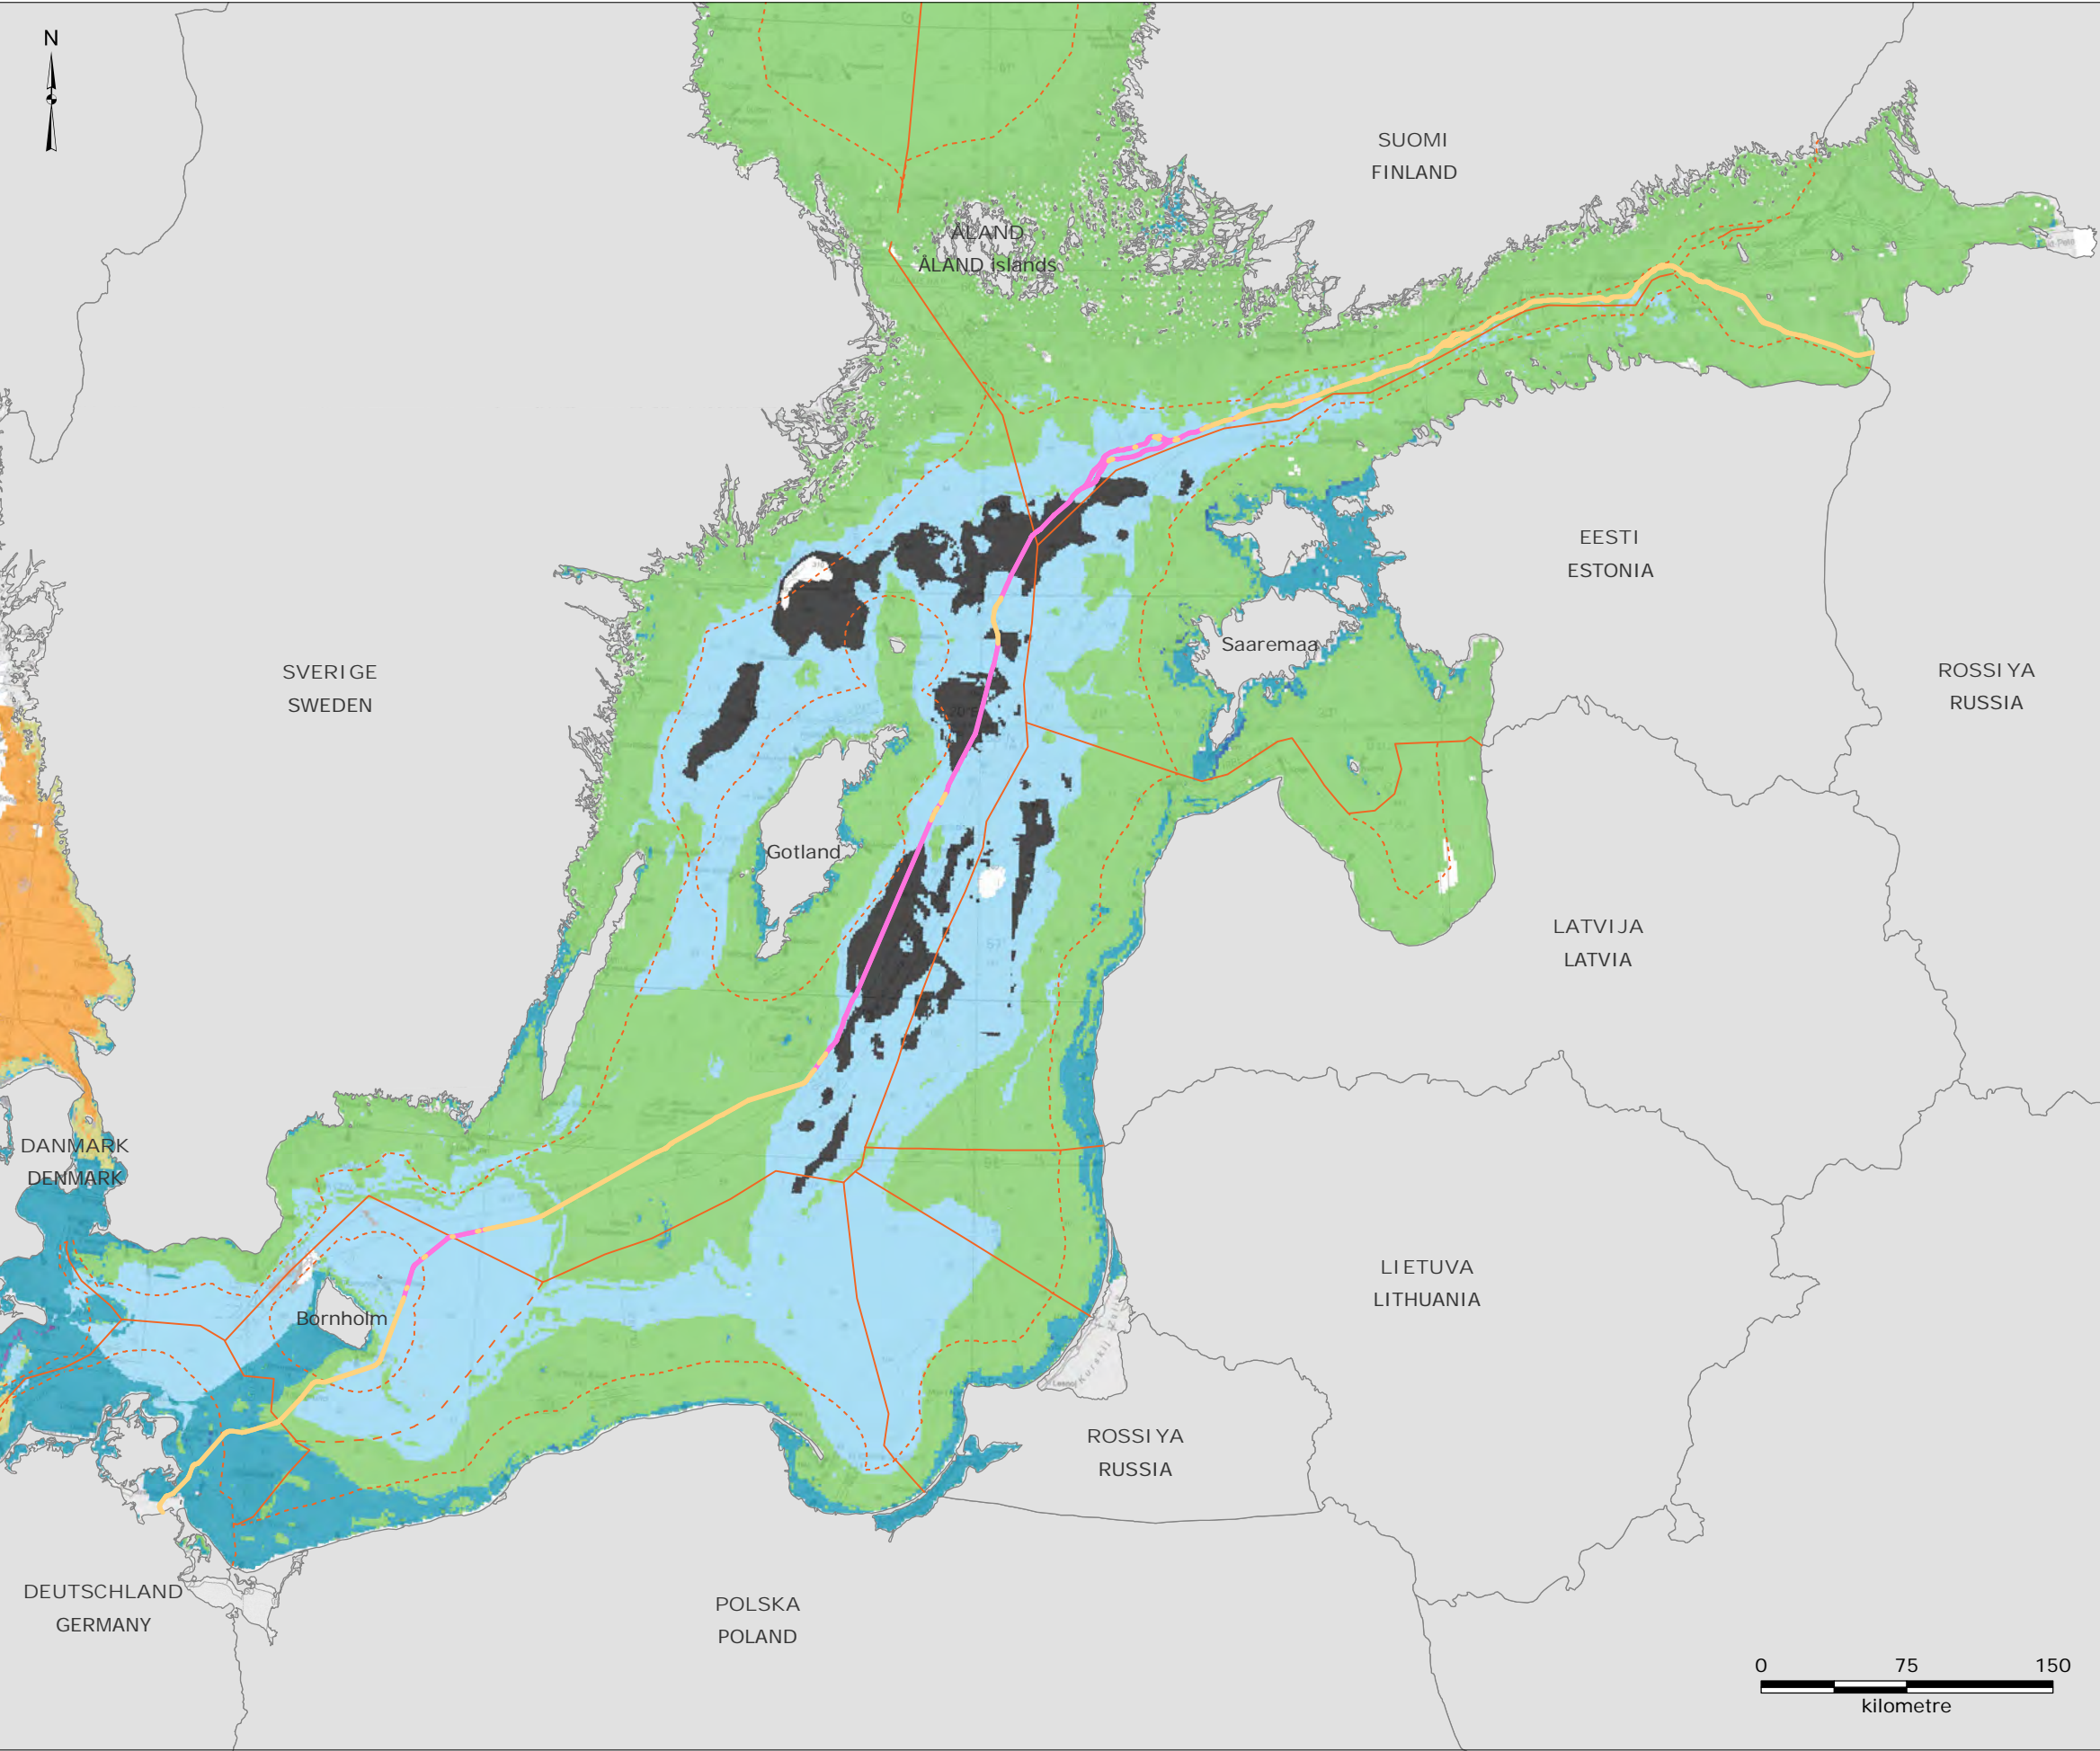 N
SUOMI
FINLAND
ÅLAND
ÅLAND islands
EESTI
ESTONIA
Saaremaa
SVERIGE
SWEDEN
ROSSIYA
RUSSIA
Gotland
LATVIJA
LATVIA
DANMARK
DENMARK
Bornholm
LIETUVA
LITHUANIA
ROSSIYA
RUSSIA
DEUTSCHLAND
GERMANY
POLSKA
POLAND
0 75 150
kilometre